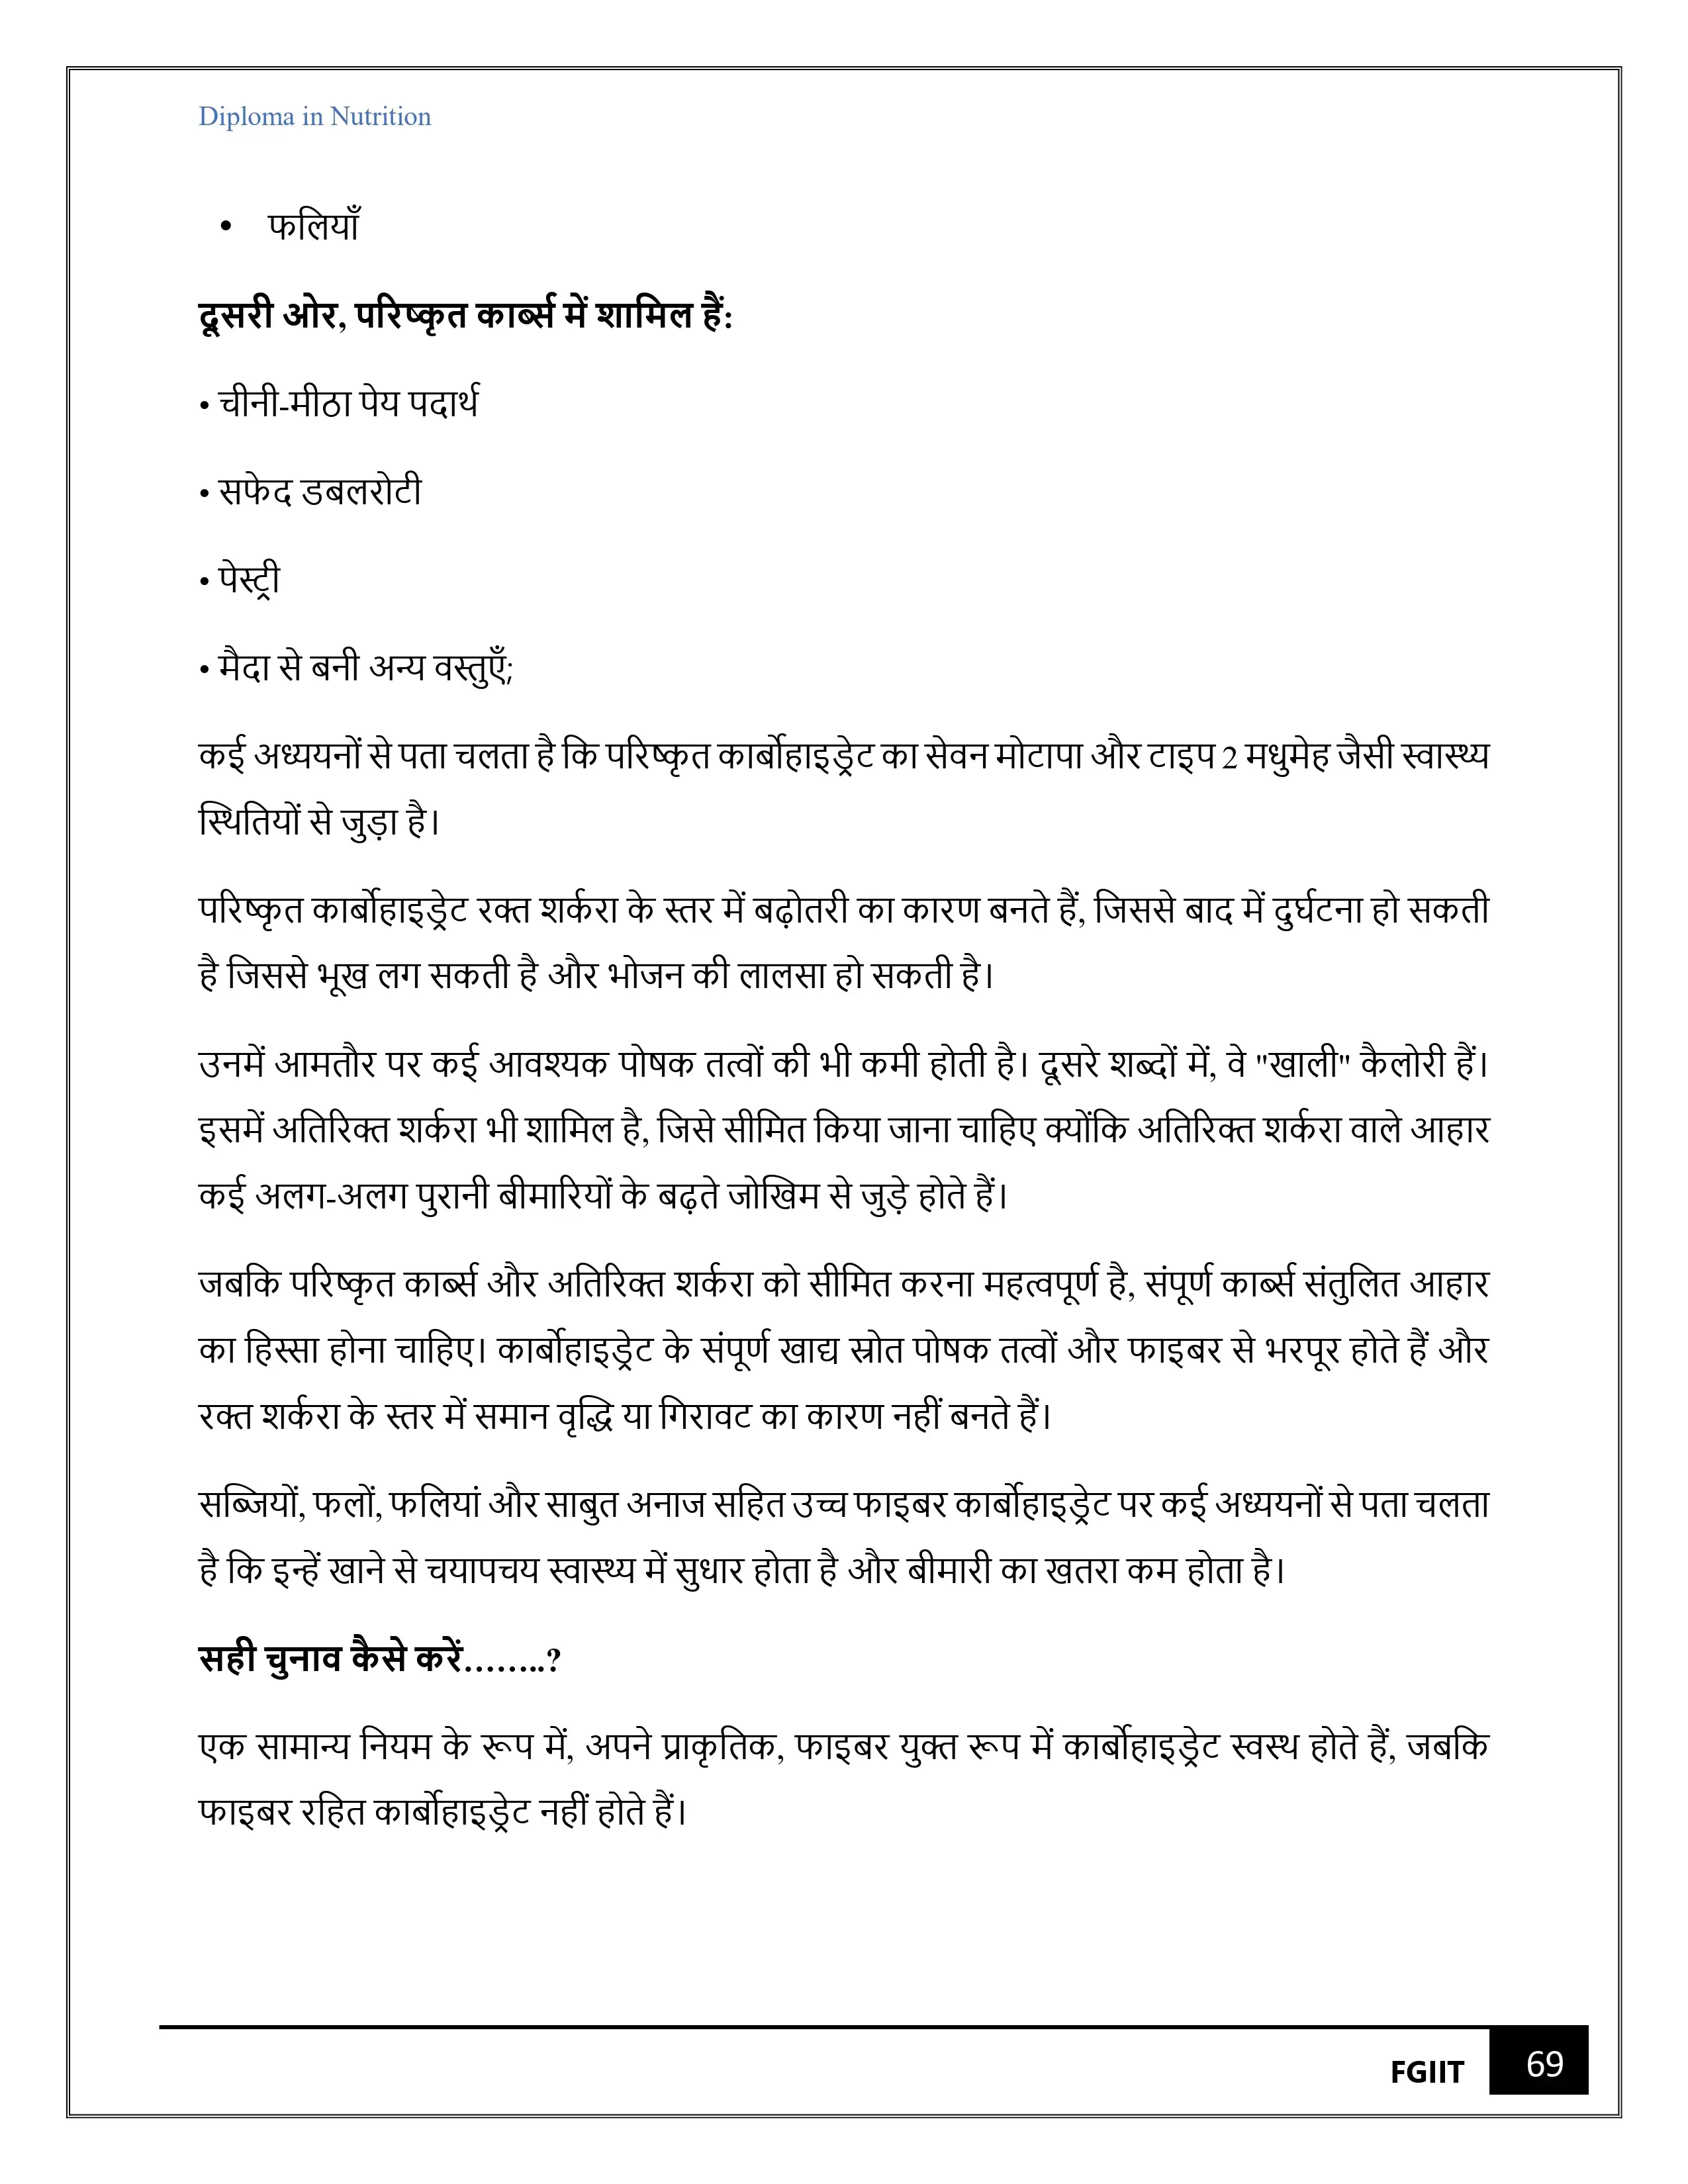 Diploma in Nutrition
• फलियाँ
दूसरी ओर, परिष्कृत कार्ब्स में शामिल हैं:
• चीनी-मीठा पेय पदार्थ
• सफेद डबलरोटी
• पेस्ट्री
• मैदा से बनी अन्य वस्तुएँ;
कई अध्ययनों से पता चलता है कि परिष्कृत कार्बोहाइड्रेट का सेवन मोटापा और टाइप 2 मधुमेह जैसी स्वास्थ्य
स्थितियों से जुड़ा है।
परिष्कृत कार्बोहाइड्रेट रक्त शर्करा के स्तर में बढ़ोतरी का कारण बनते हैं, जिससे बाद में दुर्घटना हो सकती
है जिससे भूख लग सकती है और भोजन की लालसा हो सकती है।
उनमें आमतौर पर कई आवश्यक पोषक तत्वों की भी कमी होती है। दूसरे शब्दों में, वे "खाली" कैलोरी हैं।
इसमें अतिरिक्त शर्करा भी शामिल है, जिसे सीमित किया जाना चाहिए क्योंकि अतिरिक्त शर्करा वाले आहार
कई अलग-अलग पुरानी बीमारियों के बढ़ते जोखिम से जुड़े होते हैं।
जबकि परिष्कृत कार्ब्स और अतिरिक्त शर्करा को सीमित करना महत्वपूर्ण है, संपूर्ण कार्ब्स संतुलित आहार
का हिस्सा होना चाहिए। कार्बोहाइड्रेट के संपूर्ण खाद्य स्रोत पोषक तत्वों और फाइबर से भरपूर होते हैं और
रक्त शर्करा के स्तर में समान वृद्धि या गिरावट का कारण नहीं बनते हैं।
सब्जियों, फलों, फलियां और साबुत अनाज सहित उच्च फाइबर कार्बोहाइड्रेट पर कई अध्ययनों से पता चलता
है कि इन्हें खाने से चयापचय स्वास्थ्य में सुधार होता है और बीमारी का खतरा कम होता है।
सही चुनाव कैसे करें……..?
एक सामान्य नियम के रूप में, अपने प्राकृतिक, फाइबर युक्त रूप में कार्बोहाइड्रेट स्वस्थ होते हैं, जबकि
फाइबर रहित कार्बोहाइड्रेट नहीं होते हैं।
FGIIT 69